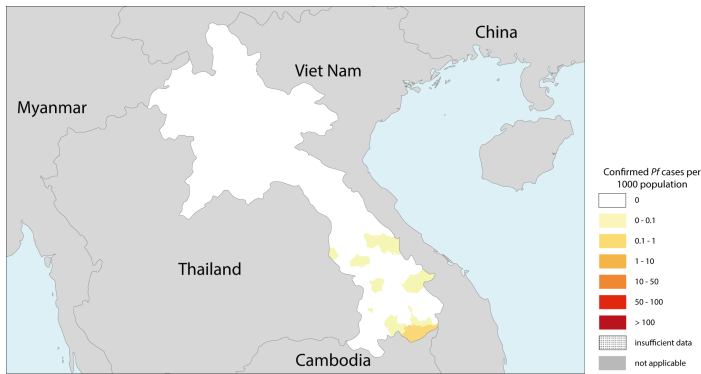 China
Viet Nam
Myanmar
Thailand
Cambodia
Confirmed Pf cases per
1000 population
0
0 - 0.1
0.1 - 1
1 - 10
10 - 50
50 - 100
> 100
insufficient data
not applicable